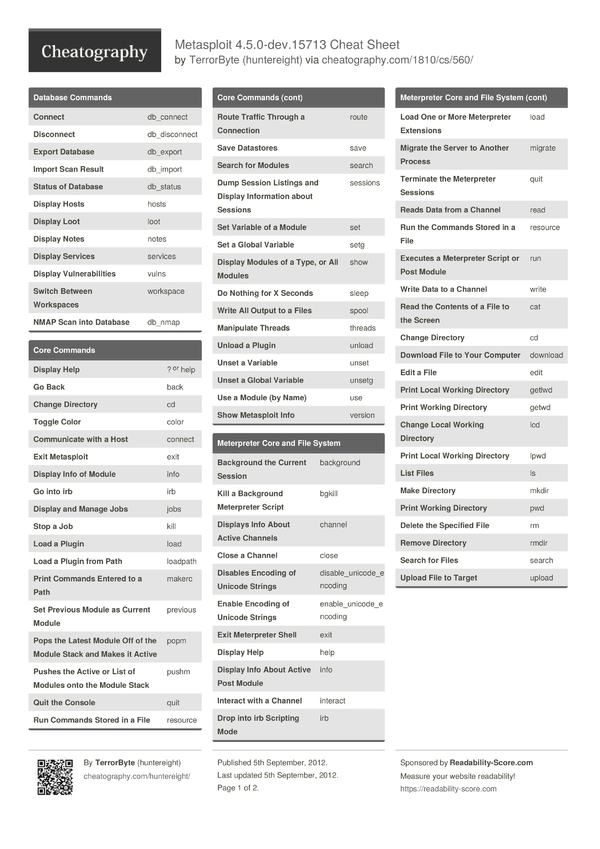 Cheatography
Metasploit 4.5.0-dev.15713 Cheat Sheet
by TerrorByte (huntereight) via cheatography.com/1810/cs/560/
Database Commands
Connect db_connect
Disconnect db_disconnect
Export Database db_export
Import Scan Result db_import
Status of Database db_status
Display Hosts hosts
Display Loot loot
Display Notes notes
Display Services services
Display Vulnerabilities vulns
Switch Between workspace
Workspaces
NMAP Scan into Database db_nmap
Core Commands
Display Help ? or help
Go Back back
Change Directory cd
Toggle Color color
Communicate with a Host connect
Exit Metasploit exit
Display Info of Module info
Go into irb irb
Display and Manage Jobs jobs
Stop a Job kill
Load a Plugin load
Load a Plugin from Path loadpath
Print Commands Entered to a makerc
Path
Set Previous Module as Current previous
Module
Pops the Latest Module Off of the popm
Module Stack and Makes it Active
Pushes the Active or List of pushm
Modules onto the Module Stack
Quit the Console quit
Run Commands Stored in a File resource
Core Commands (cont)
Route Traffic Through a route
Connection
Save Datastores save
Search for Modules search
Dump Session Listings and sessions
Display Information about
Sessions
Set Variable of a Module set
Set a Global Variable setg
Display Modules of a Type, or All show
Modules
Do Nothing for X Seconds sleep
Write All Output to a Files spool
Manipulate Threads threads
Unload a Plugin unload
Unset a Variable unset
Unset a Global Variable unsetg
Use a Module (by Name) use
Show Metasploit Info version
Meterpreter Core and File System
Background the Current background
Session
Kill a Background bgkill
Meterpreter Script
Displays Info About channel
Active Channels
Close a Channel close
Disables Encoding of disable_unicode_e
Unicode Strings ncoding
Enable Encoding of enable_unicode_e
Unicode Strings ncoding
Exit Meterpreter Shell exit
Display Help help
Display Info About Active info
Post Module
Interact with a Channel interact
Drop into irb Scripting irb
Mode
Meterpreter Core and File System (cont)
Load One or More Meterpreter load
Extensions
Migrate the Server to Another migrate
Process
Terminate the Meterpreter quit
Sessions
Reads Data from a Channel read
Run the Commands Stored in a resource
File
Executes a Meterpreter Script or run
Post Module
Write Data to a Channel write
Read the Contents of a File to cat
the Screen
Change Directory cd
Download File to Your Computer download
Edit a File edit
Print Local Working Directory getlwd
Print Working Directory getwd
Change Local Working lcd
Directory
Print Local Working Directory lpwd
List Files ls
Make Directory mkdir
Print Working Directory pwd
Delete the Specified File rm
Remove Directory rmdir
Search for Files search
Upload File to Target upload
By TerrorByte (huntereight)
cheatography.com/huntereight/
Published 5th September, 2012.
Last updated 5th September, 2012.
Page 1 of 2.
Sponsored by Readability-Score.com
Measure your website readability!
https://readability-score.com